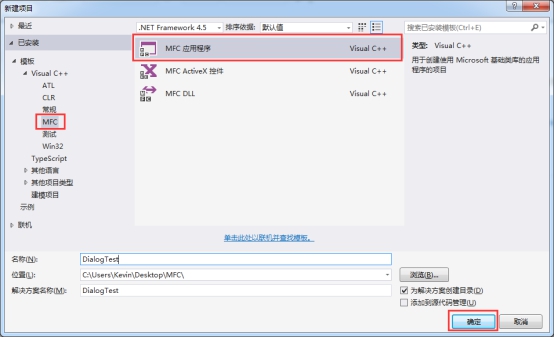 新建项目
最近
.NET Framework 4.5
排序依据:
默认值
搜索已安装模板(Ctrl+E)
已安装
模板
Visual C++
ATL
CLR
常规
MFC
测试
Win32
TypeScript
其他语言
其他项目类型
建模项目
示例
联机
MFC 应用程序
Visual C++
MFC ActiveX 控件
Visual C++
MFC DLL
Visual C++
单击此处以联机并查找模板。
类型: Visual C++
用于创建使用 Microsoft 基础类库的应用程序的项目
名称(N):
DialogTest
位置(L):
C:\Users\Kevin\Desktop\MFC\
浏览(B)...
解决方案名称(M):
DialogTest
为解决方案创建目录(D)
添加到源代码管理(U)
确定
取消